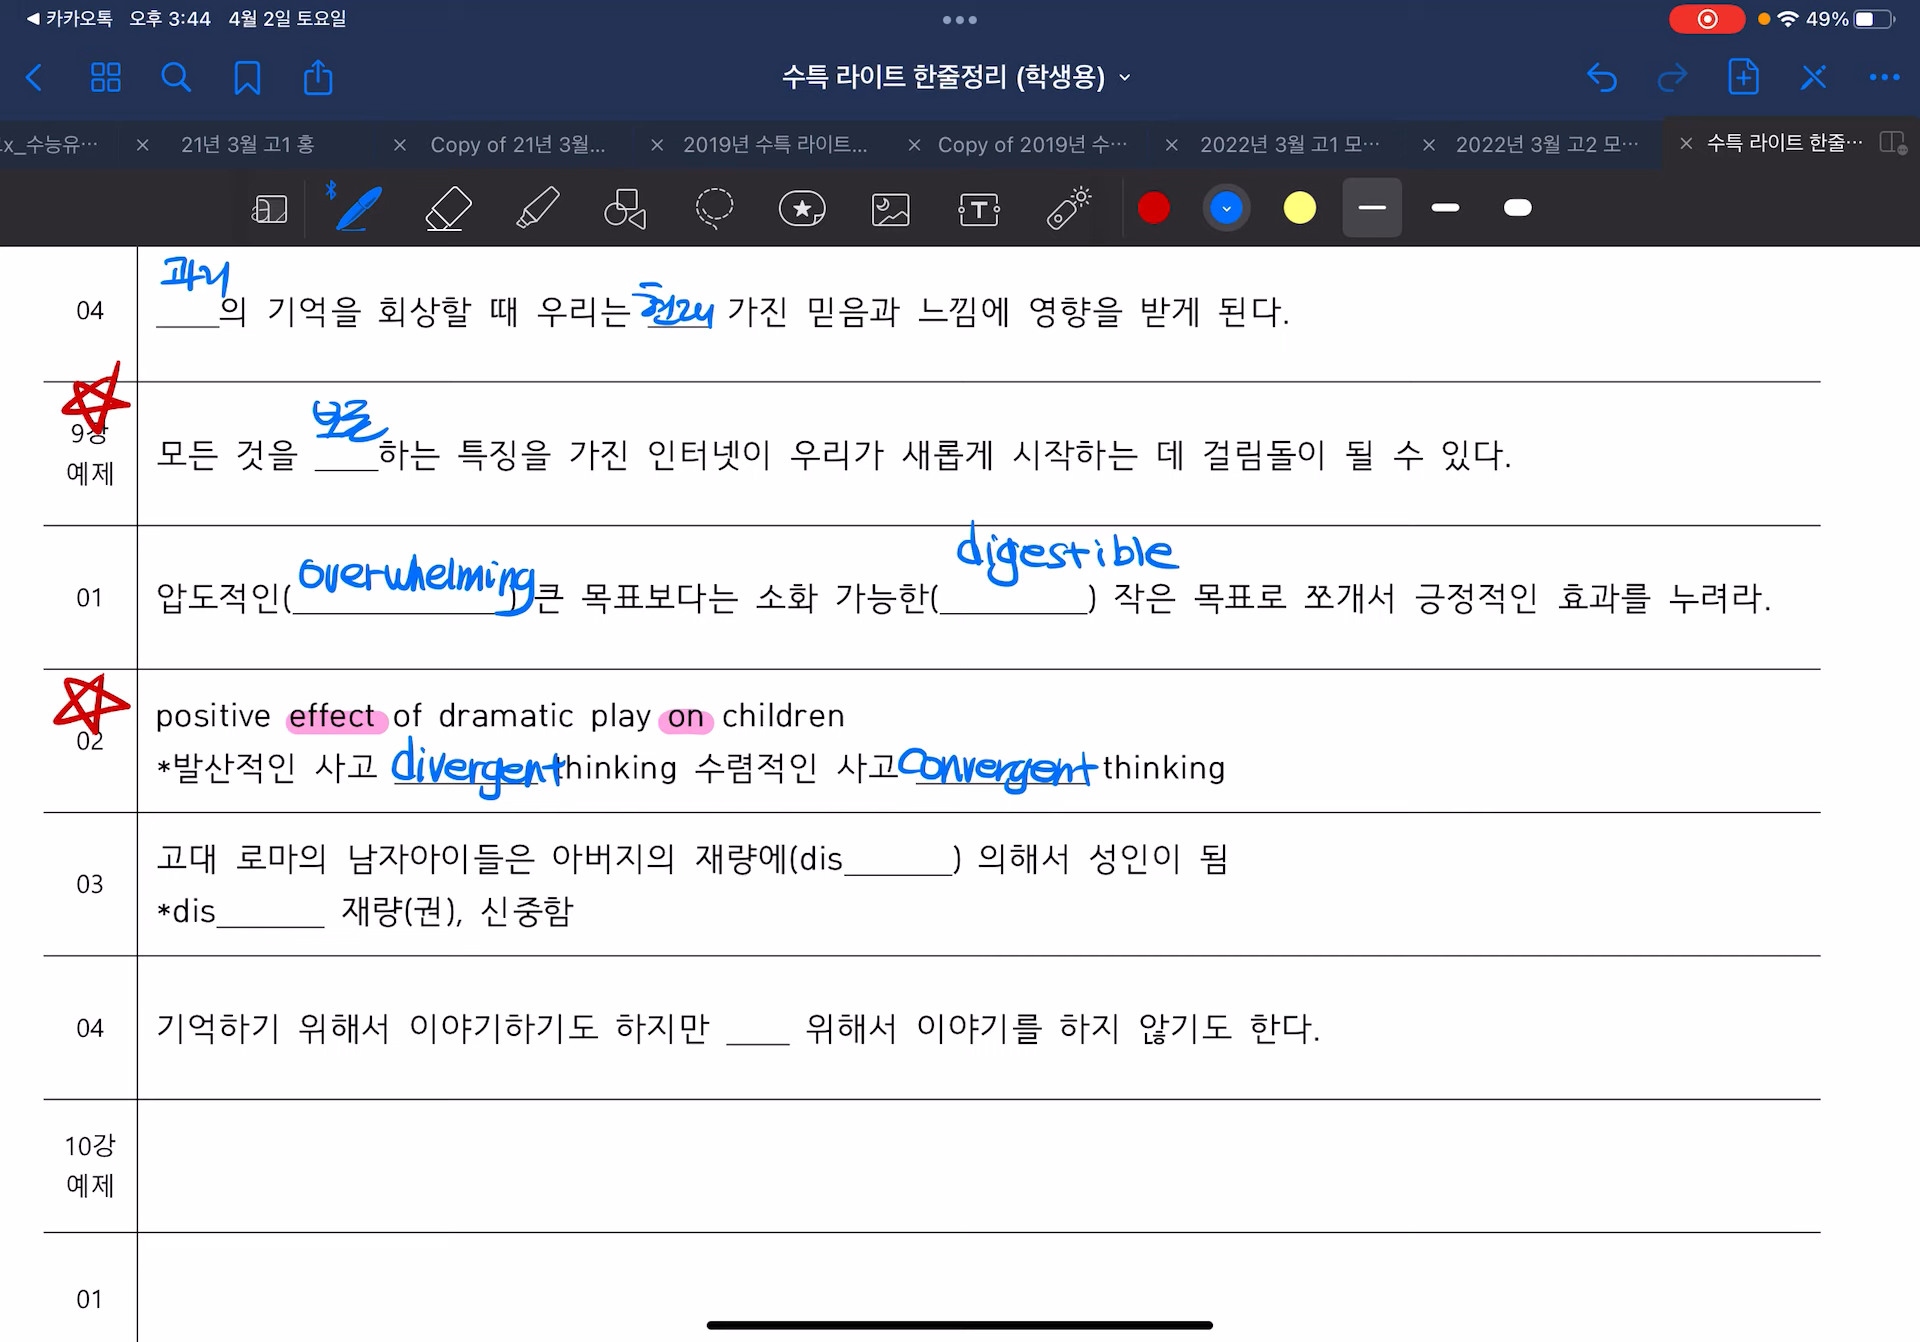 카카오톡 오후 3:44 4월 2일 토요일 49%
수특 라이트 한줄정리 (학생용)
x_수능유… 21년 3월 고1 홍 Copy of 21년 3월... 2019년 수특 라이트... Copy of 2019년 수… 2022년 3월 고1 모… 2022년 3월 고2 모… 수특 라이트 한줄…
04 과거의 기억을 회상할 때 우리는 현재 가진 믿음과 느낌에 영향을 받게 된다.
9강 예제 모든 것을 보존하는 특징을 가진 인터넷이 우리가 새롭게 시작하는 데 걸림돌이 될 수 있다.
01 압도적인(overwhelming) 큰 목표보다는 소화 가능한(digestible) 작은 목표로 쪼개서 긍정적인 효과를 누려라.
02 positive effect of dramatic play on children
*발산적인 사고 divergent thinking 수렴적인 사고 convergent thinking
03 고대 로마의 남자아이들은 아버지의 재량에(dis_______) 의해서 성인이 됨
*dis_______ 재량(권), 신중함
04 기억하기 위해서 이야기하기도 하지만 ____ 위해서 이야기를 하지 않기도 한다.
10강
예제
01